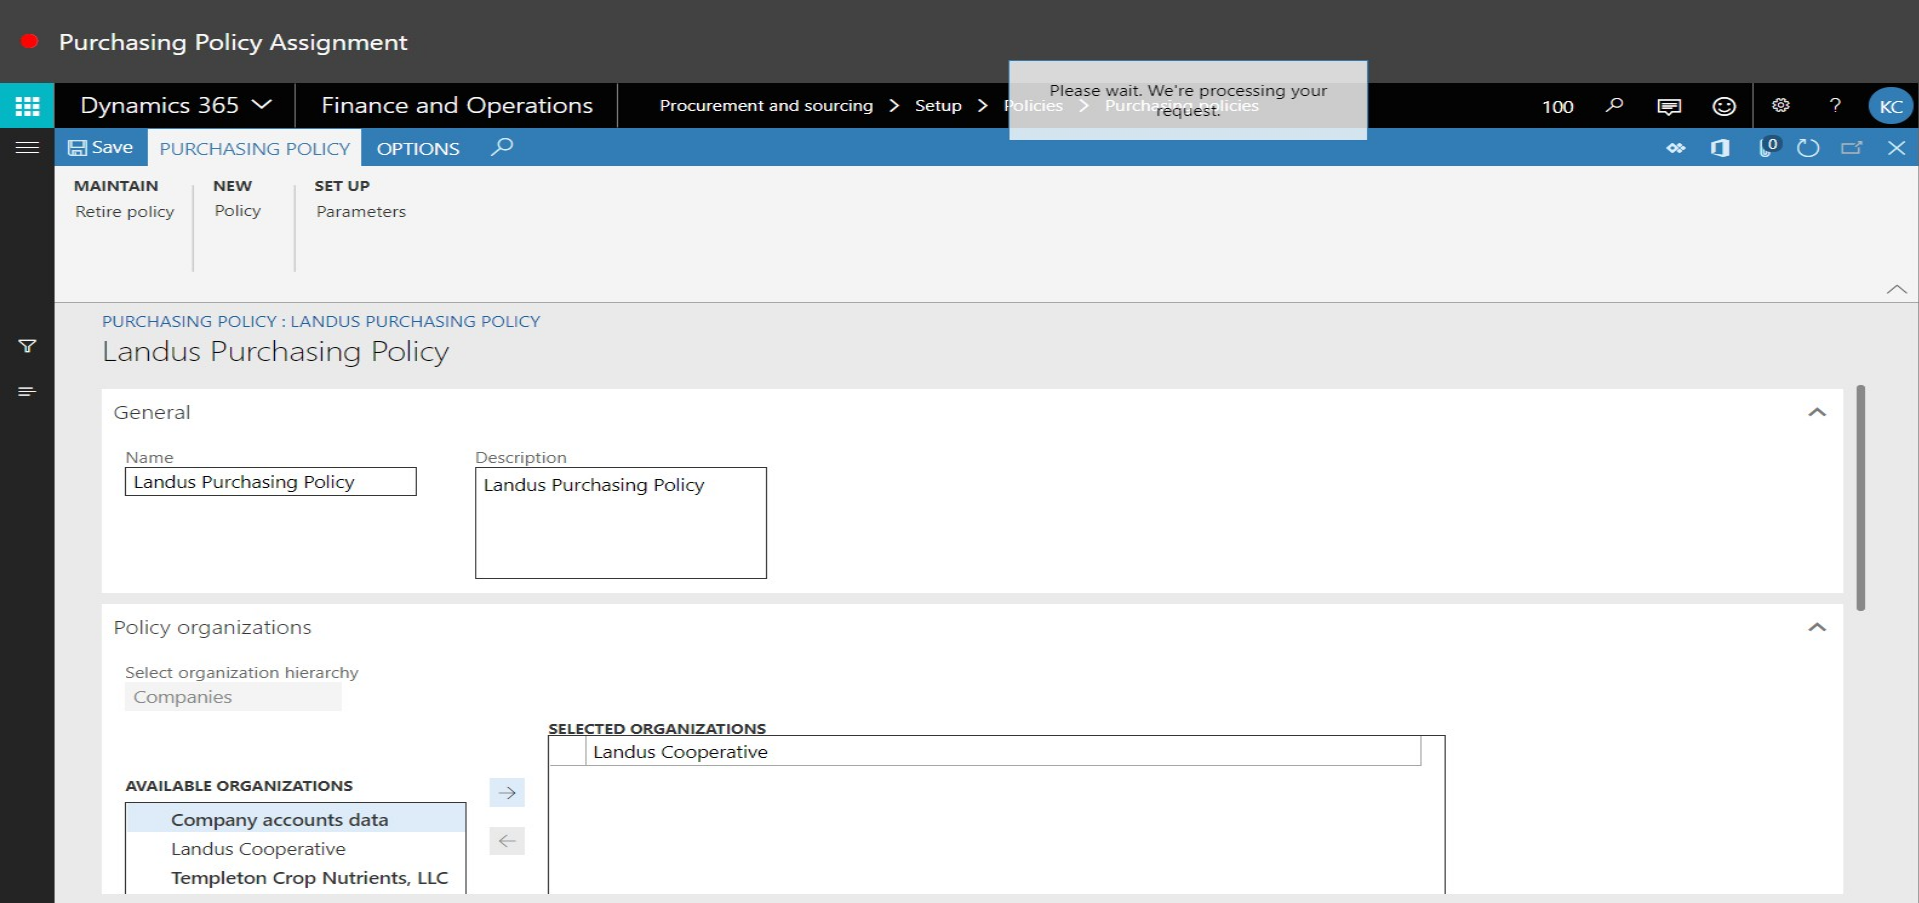 Purchasing Policy Assignment
Please wait. We're processing your
request.
Dynamics 365
Finance and Operations
Procurement and sourcing > Setup > Policies > Purchasing policies
100
?
KC
Save
PURCHASING POLICY
OPTIONS
0
MAINTAIN
Retire policy
NEW
Policy
SET UP
Parameters
PURCHASING POLICY : LANDUS PURCHASING POLICY
Landus Purchasing Policy
General
Name
Landus Purchasing Policy
Description
Landus Purchasing Policy
Policy organizations
Select organization hierarchy
Companies
SELECTED ORGANIZATIONS
Landus Cooperative
AVAILABLE ORGANIZATIONS
Company accounts data
Landus Cooperative
Templeton Crop Nutrients, LLC